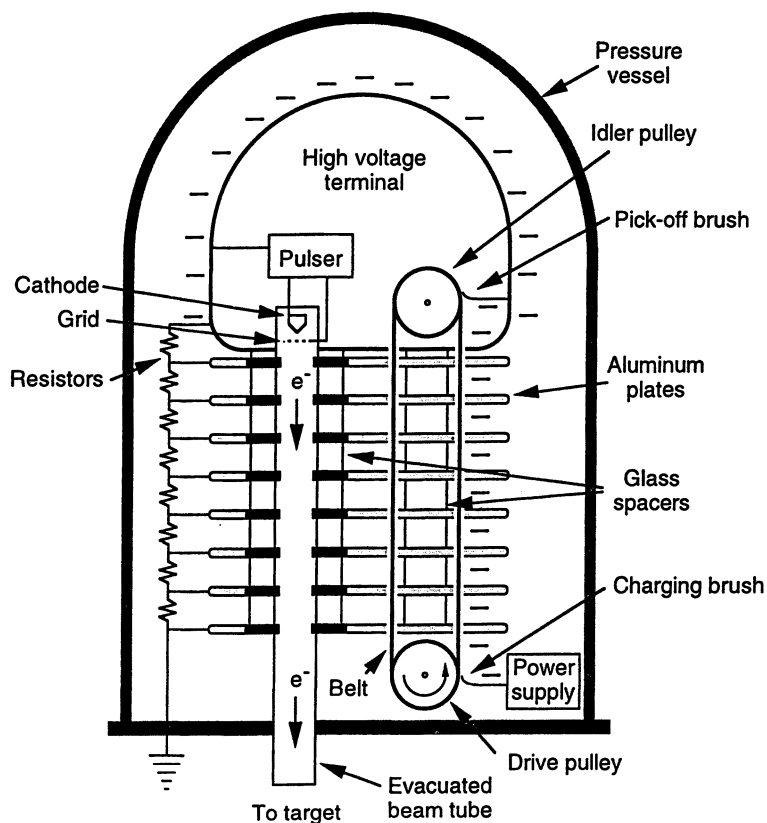 Pressure
vessel
Idler pulley
High voltage
terminal
Pick-off brush
Pulser
Cathode
Grid
Resistors
Aluminum
plates
e-
Glass
spacers
Charging brush
e-
Belt
Power
supply
Drive pulley
Evacuated
beam tube
To target